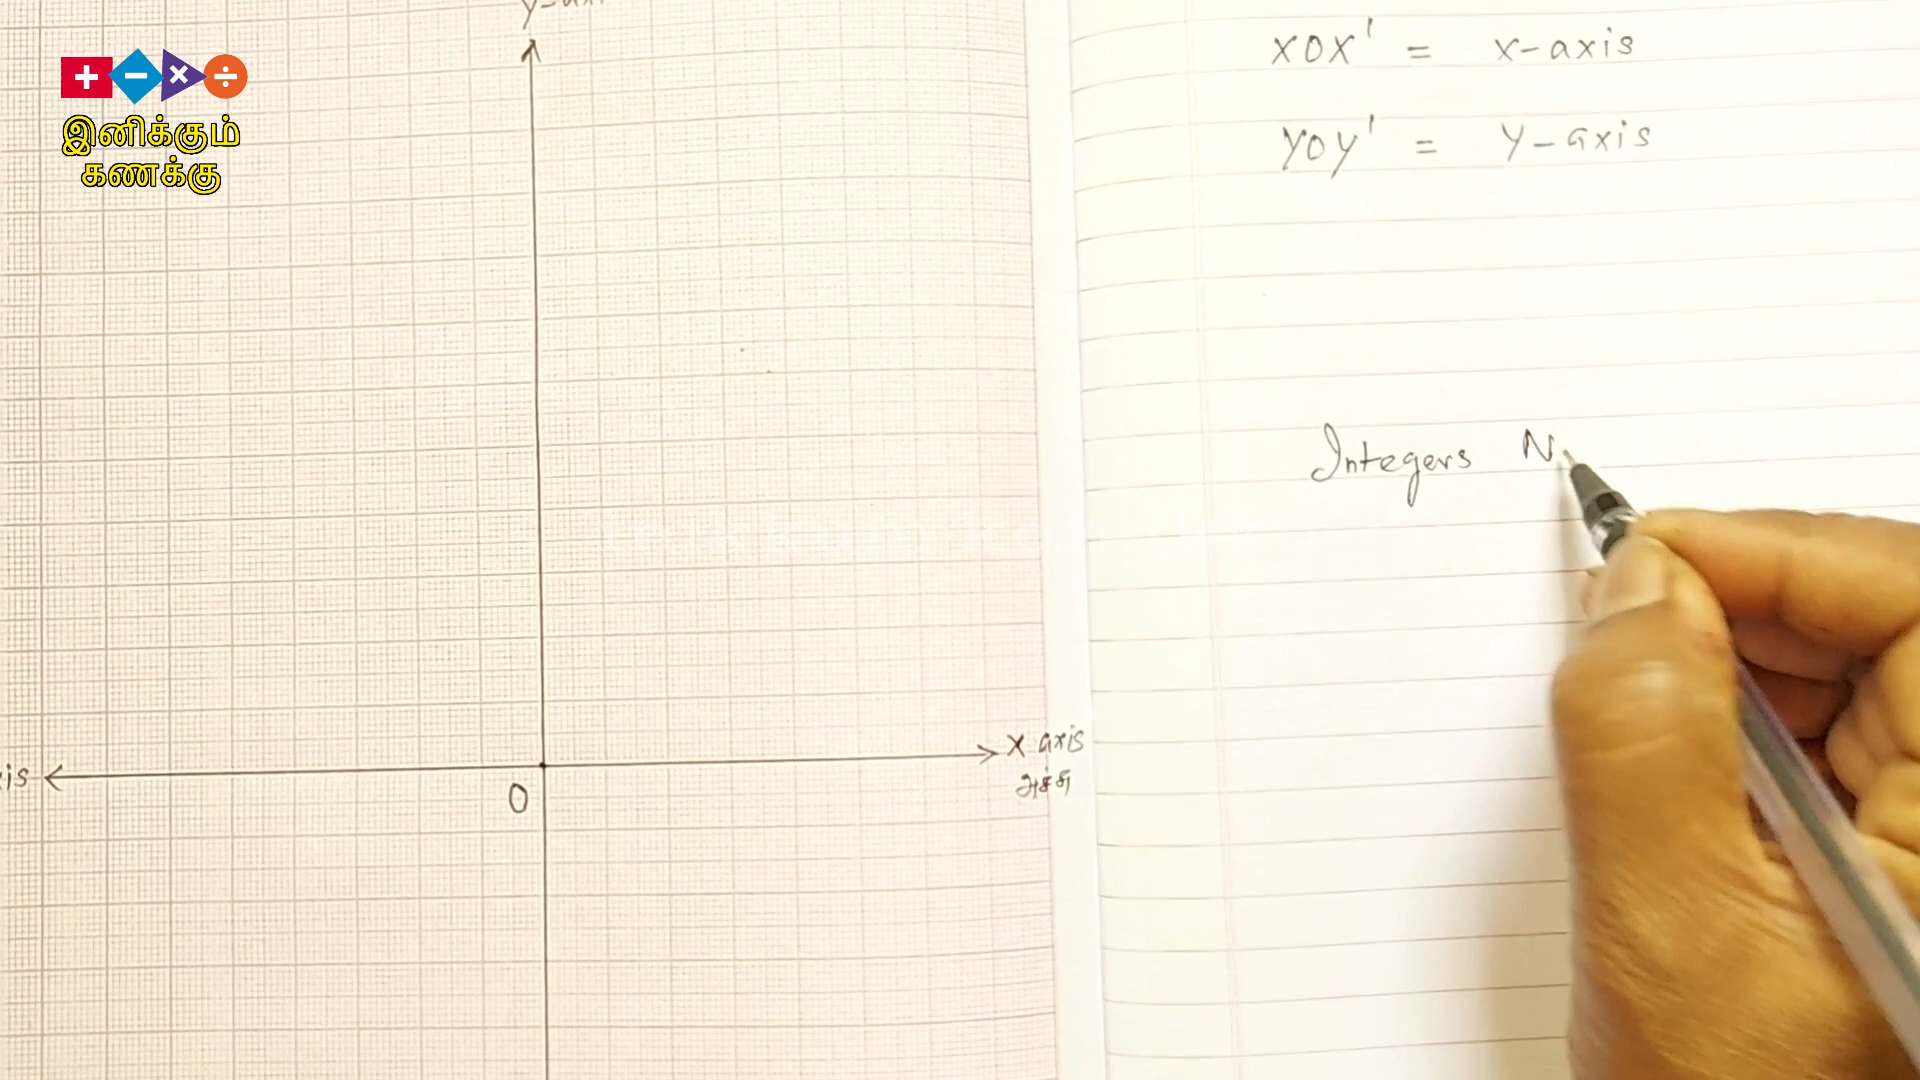 இனிக்கும்
கணக்கு
XOX' = X-axis
YOY' = Y-axis
Integers N
X axis
அச்சு
0